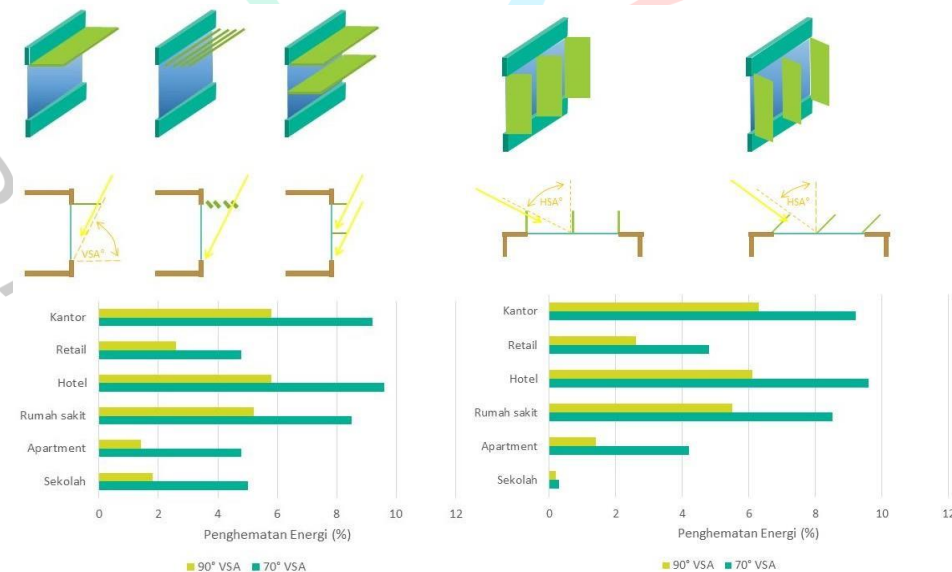 VSA°
HSA°
HSA°
Kantor
Retail
Hotel
Rumah sakit
Apartment
Sekolah
0 2 4 6 8 10 12
Penghematan Energi (%)
90° VSA 70° VSA
Kantor
Retail
Hotel
Rumah sakit
Apartment
Sekolah
0 2 4 6 8 10 12
Penghematan Energi (%)
90° VSA 70° VSA